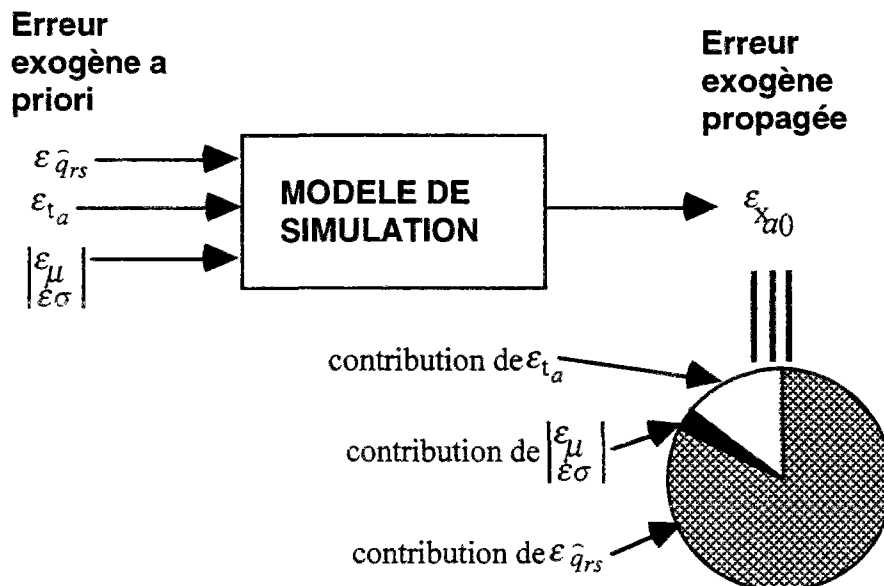 Erreur
exogène a
priori
Erreur
exogène
propagée
ε q̂rs
εta
|εμ εσ|
MODELE DE
SIMULATION
εxa0
contribution de εta
contribution de |εμ εσ|
contribution de ε q̂rs